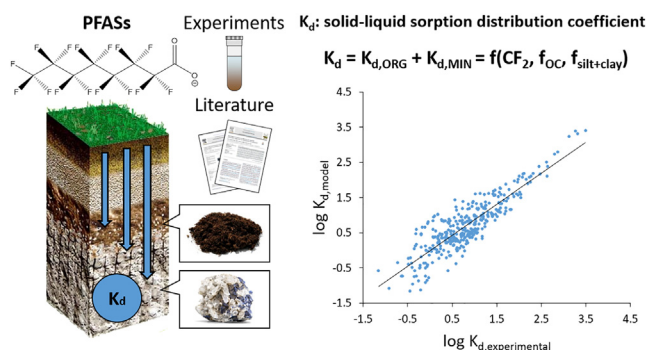 PFASs
Experiments
F F F F F F F
O
F
F
F F F F F F F
O
⊖
Literature
Kd
Kd: solid-liquid sorption distribution coefficient
Kd = Kd,ORG + Kd,MIN = f(CF2, fOC, fsilt+clay)
4.5
3.5
2.5
1.5
0.5
-0.5
-1.5
-1.5 -0.5 0.5 1.5 2.5 3.5 4.5
log Kd,model
log Kd,experimental